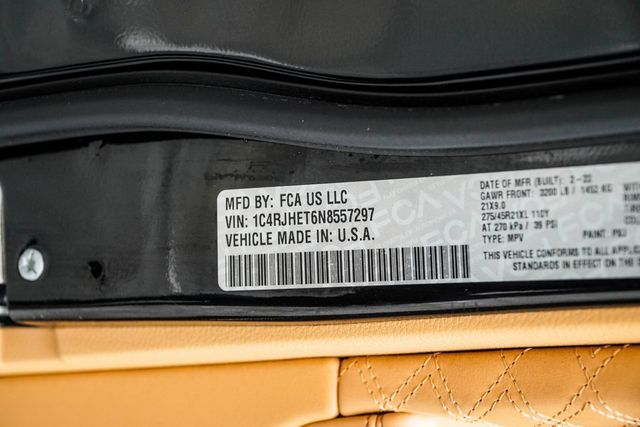 MFD BY: FCA US LLC
VIN: 1C4RJHET6N8557297
VEHICLE MADE IN: U.S.A.
DATE OF MFR (BUILT): 2-22
GAWR FRONT: 3200 LB / 1452 KG
21X9.0
275/45R21XL 110Y
AT 270 kPa / 39 PSI
TYPE: MPV PAINT: PXJ
THIS VEHICLE CONFORMS TO ALL APPL
STANDARDS IN EFFECT ON THE
FCA